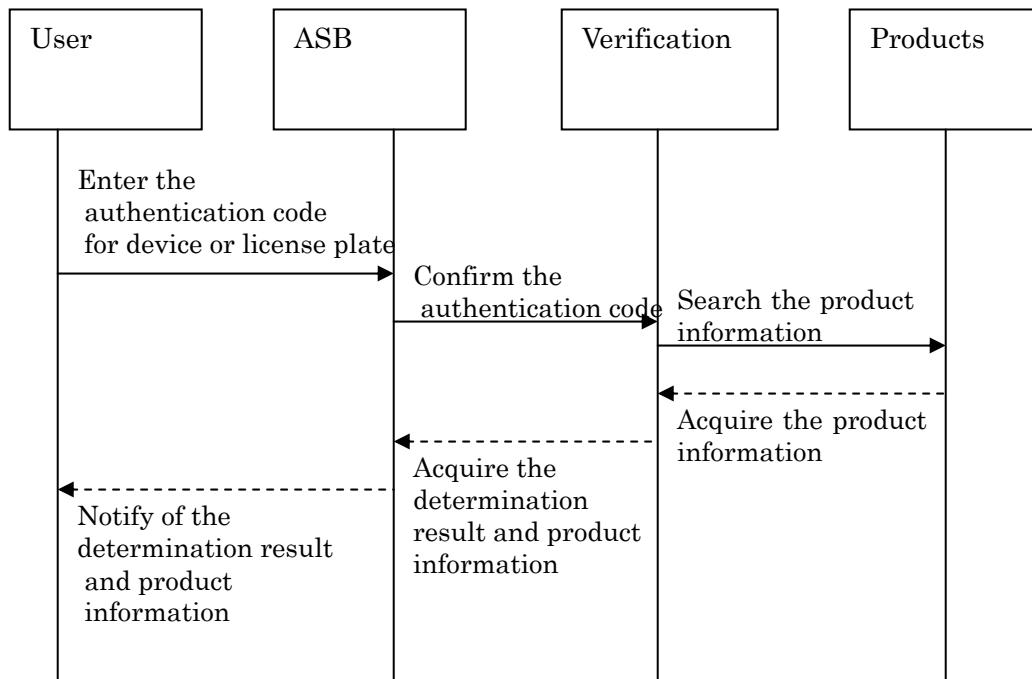 User
ASB
Verification
Products
Enter the
authentication code
for device or license plate
Confirm the
authentication code
Search the product
information
Acquire the product
information
Acquire the
determination
result and product
information
Notify of the
determination result
and product
information